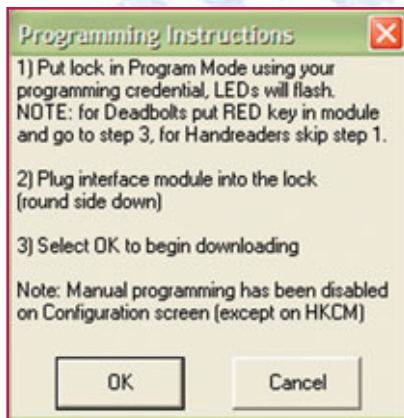 Programming Instructions
1) Put lock in Program Mode using your
programming credential, LEDs will flash.
NOTE: for Deadbolts put RED key in module
and go to step 3, for Handreaders skip step 1.
2) Plug interface module into the lock
(round side down)
3) Select OK to begin downloading
Note: Manual programming has been disabled
on Configuration screen (except on HKCM)
OK
Cancel